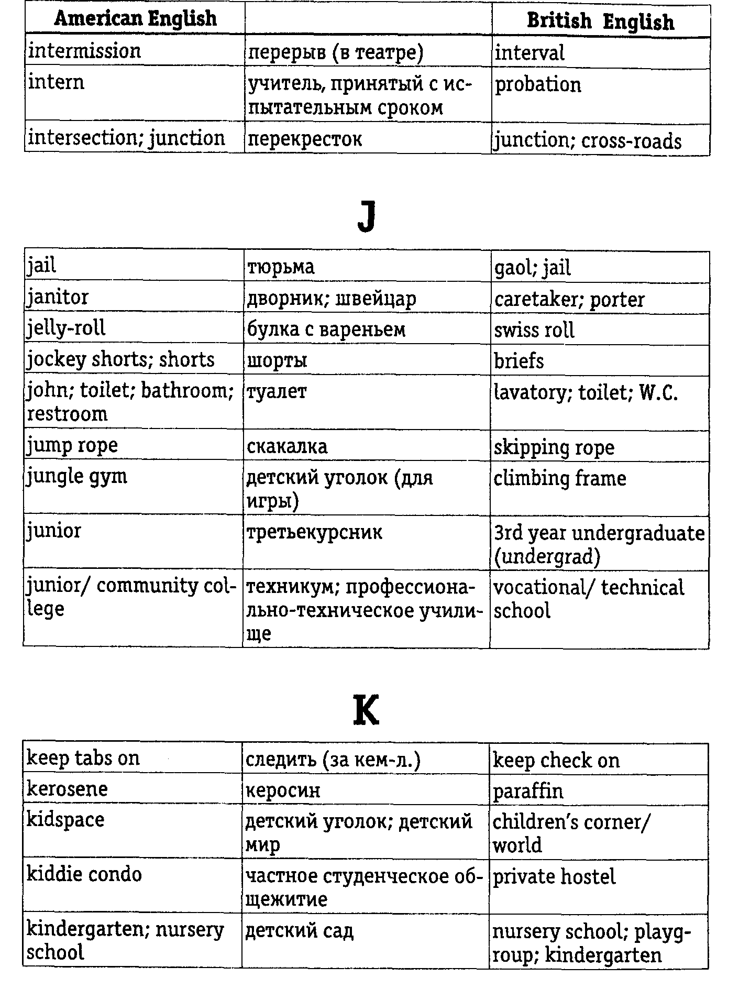 American English British English
intermission перерыв (в театре) interval
intern учитель, принятый с ис- probation
пытательным сроком
intersection; junction перекресток junction; cross-roads
J
jail тюрьма gaol; jail
janitor дворник; швейцар caretaker; porter
jelly-roll булка с вареньем swiss roll
jockey shorts; shorts шорты briefs
john; toilet; bathroom; туалет lavatory; toilet; W.C.
restroom
jump rope скакалка skipping rope
jungle gym детский уголок (для climbing frame
игры)
junior третьекурсник 3rd year undergraduate
(undergrad)
junior/ community col- техникум; профессиона- vocational/ technical
lege льно-техническое учили- school
ще
K
keep tabs on следить (за кем-л.) keep check on
kerosene керосин paraffin
kidspace детский уголок; детский children's corner/
мир world
kiddie condo частное студенческое об- private hostel
щежитие
kindergarten; nursery детский сад nursery school; playg-
school roup; kindergarten